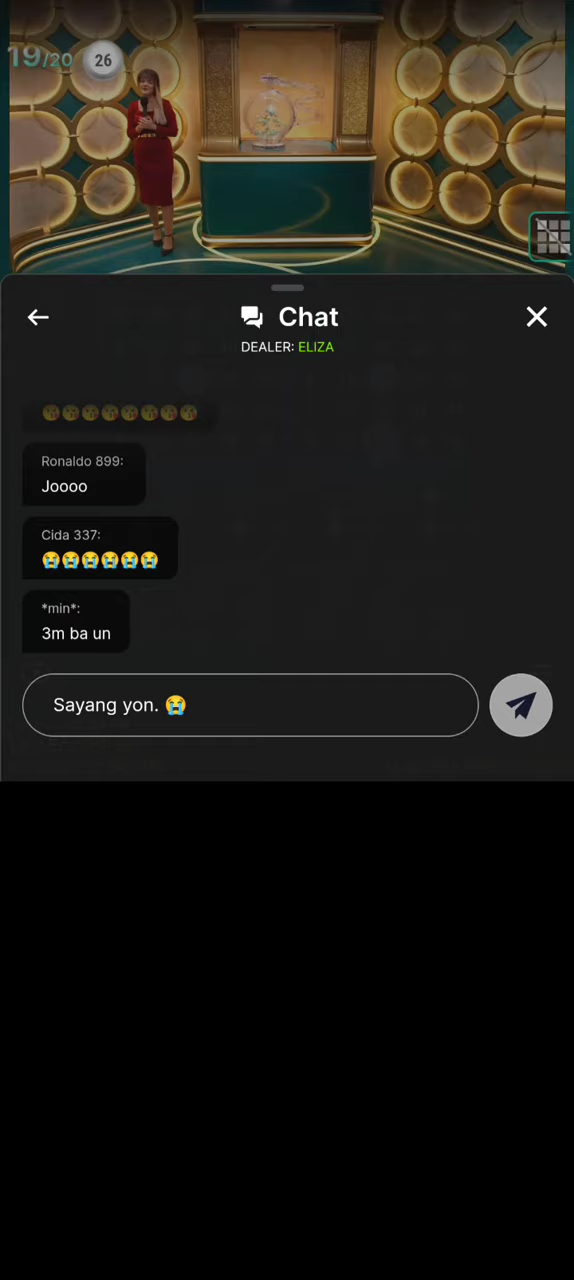 19/20 26
Chat
DEALER: ELIZA
😘😘😘😘😘😘😘😘
Ronaldo 899:
Joooo
Cida 337:
😭😭😭😭😭😭
*min*:
3m ba un
Sayang yon. 😭